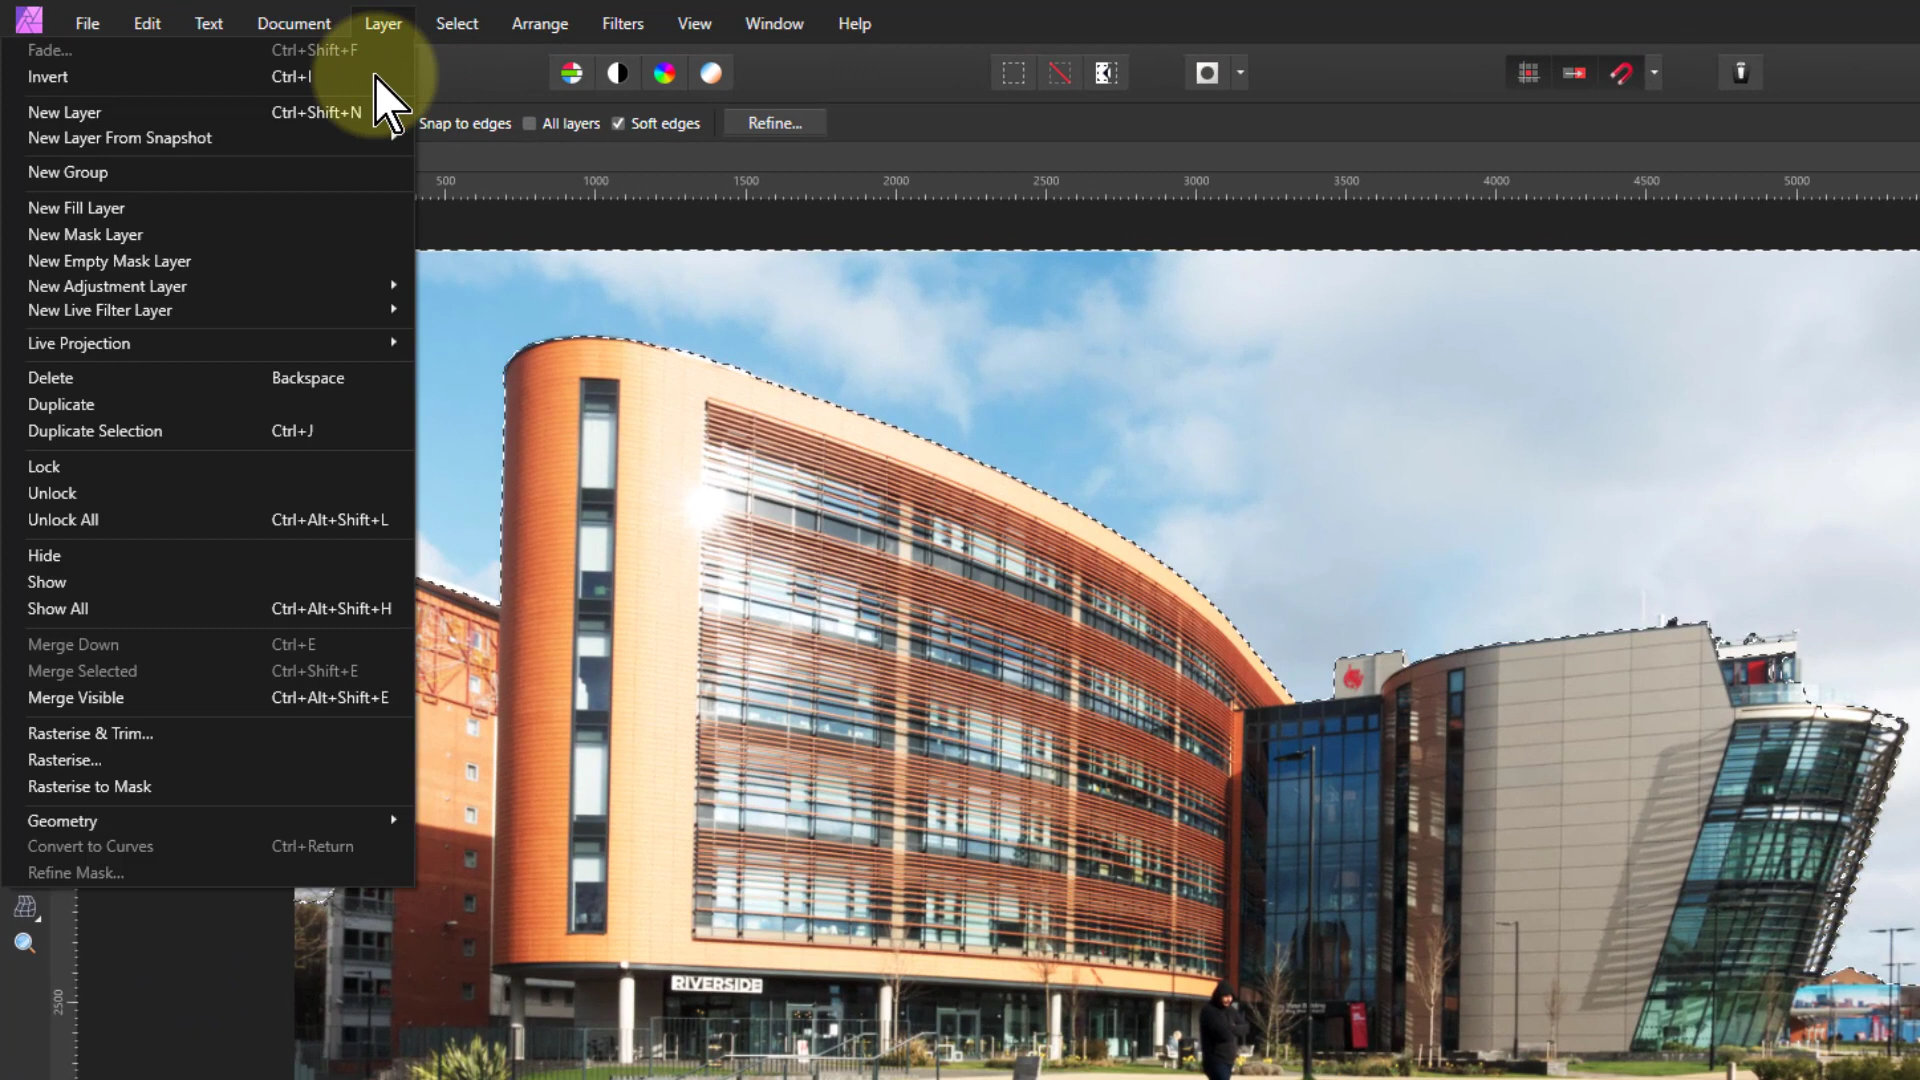 File Edit Text Document Layer Select Arrange Filters View Window Help
Fade... Ctrl+Shift+F
Invert Ctrl+I
New Layer Ctrl+Shift+N
New Layer From Snapshot
Snap to edges All layers Soft edges Refine...
New Group
500 1000 1500 2000 2500 3000 3500 4000 4500 5000
New Fill Layer
New Mask Layer
New Empty Mask Layer
New Adjustment Layer
New Live Filter Layer
Live Projection
Delete Backspace
Duplicate
Duplicate Selection Ctrl+J
Lock
Unlock
Unlock All Ctrl+Alt+Shift+L
Hide
Show
Show All Ctrl+Alt+Shift+H
Merge Down Ctrl+E
Merge Selected Ctrl+Shift+E
Merge Visible Ctrl+Alt+Shift+E
Rasterise & Trim...
Rasterise...
Rasterise to Mask
Geometry
Convert to Curves Ctrl+Return
Refine Mask...
RIVERSIDE
2500